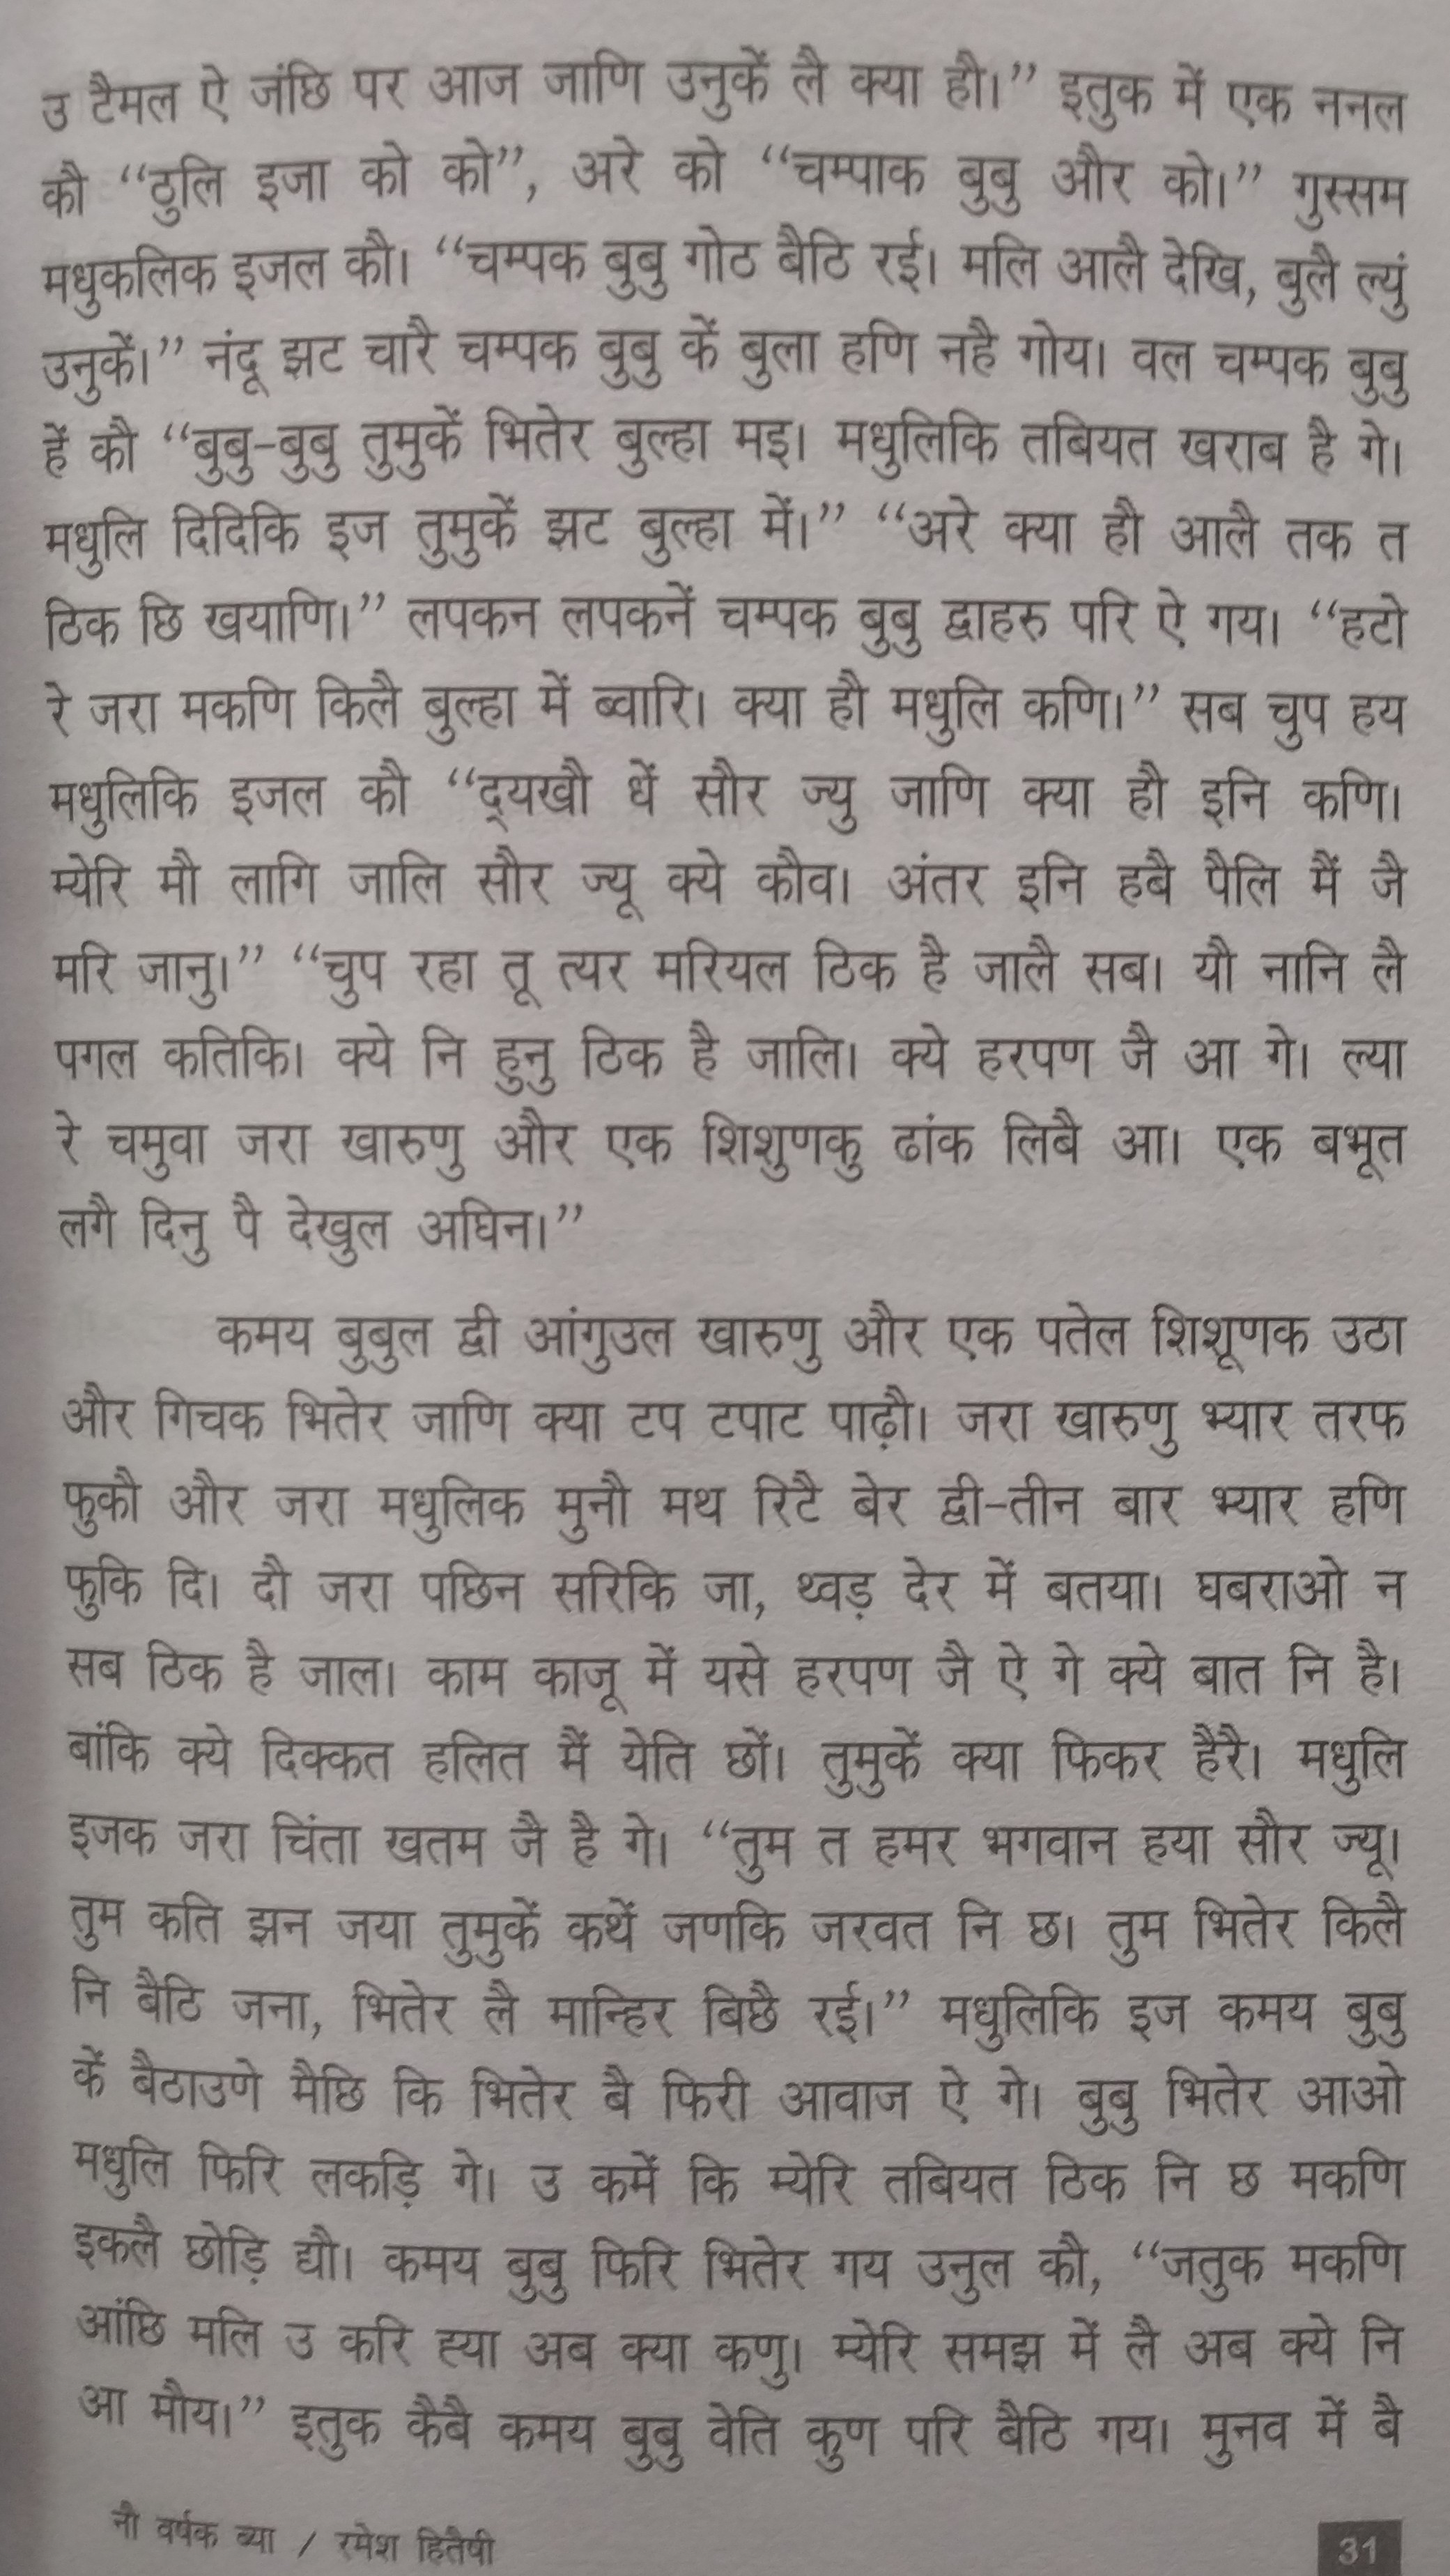 उ टैमल ऐ जंछि पर आज जाणि उनुकें लै क्या हौ।” इतुक में एक ननल
कौ “ठुलि इजा को को”, अरे को “चम्पाक बुबु और को।” गुस्सम
मधुकलिक इजल कौ। “चम्पक बुबु गोठ बैठि रई। मलि आलै देखि, बुलै ल्युं
उनुकें।” नंदू झट चारै चम्पक बुबु कें बुला हणि नहै गोय। वल चम्पक बुबु
हें कौ “बुबु-बुबु तुमुकें भितेर बुल्हा मइ। मधुलिकि तबियत खराब है गे।
मधुलि दिदिकि इज तुमुकें झट बुल्हा में।” “अरे क्या हौ आलै तक त
ठिक छि खयाणि।” लपकन लपकनें चम्पक बुबु द्वाहरु परि ऐ गय। “हटो
रे जरा मकणि किलै बुल्हा में ब्वारि। क्या हौ मधुलि कणि।” सब चुप हय
मधुलिकि इजल कौ “द्यखौ धें सौर ज्यु जाणि क्या हौ इनि कणि।
म्येरि मौ लागि जालि सौर ज्यू क्ये कौव। अंतर इनि हबै पैलि मैं जै
मरि जानु।” “चुप रहा तू त्यर मरियल ठिक है जालै सब। यौ नानि लै
पगल कतिकि। क्ये नि हुनु ठिक है जालि। क्ये हरपण जै आ गे। ल्या
रे चमुवा जरा खारुणु और एक शिशुणकु ढांक लिबै आ। एक बभूत
लगै दिनु पै देखुल अघिन।”
कमय बुबुल द्वी आंगुउल खारुणु और एक पतेल शिशूणक उठा
और गिचक भितेर जाणि क्या टप टपाट पाढ़ौ। जरा खारुणु भ्यार तरफ
फुकौ और जरा मधुलिक मुनौ मथ रिटै बेर द्वी-तीन बार भ्यार हणि
फुकि दि। दौ जरा पछिन सरिकि जा, थ्वड़ देर में बतया। घबराओ न
सब ठिक है जाल। काम काजू में यसे हरपण जै ऐ गे क्ये बात नि है।
बांकि क्ये दिक्कत हलित मैं येति छों। तुमुकें क्या फिकर हैरै। मधुलि
इजक जरा चिंता खतम जै है गे। “तुम त हमर भगवान हया सौर ज्यू।
तुम कति झन जया तुमुकें कथें जणकि जरवत नि छ। तुम भितेर किलै
नि बैठि जना, भितेर लै मान्हिर बिछै रई।” मधुलिकि इज कमय बुबु
कें बैठाउणे मैछि कि भितेर बै फिरी आवाज ऐ गे। बुबु भितेर आओ
मधुलि फिरि लकड़ि गे। उ कमें कि म्येरि तबियत ठिक नि छ मकणि
इकलै छोड़ि द्यौ। कमय बुबु फिरि भितेर गय उनुल कौ, “जतुक मकणि
आंछि मलि उ करि ह्या अब क्या कणु। म्येरि समझ में लै अब क्ये नि
आ मौय।” इतुक कैबै कमय बुबु वेति कुण परि बैठि गय। मुनव में बै
नौ वर्षक ब्या / रमेश हितैषी
31